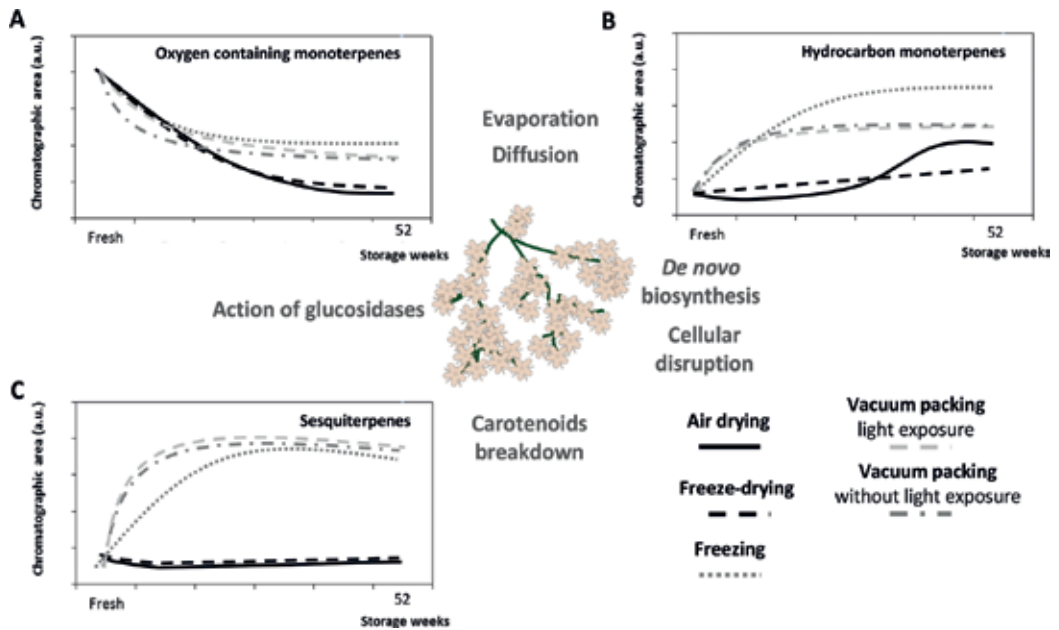 A
Oxygen containing monoterpenes
Chromatographic area (a.u.)
Fresh
52
Storage weeks
B
Hydrocarbon monoterpenes
Chromatographic area (a.u.)
Fresh
52
Storage weeks
Evaporation
Diffusion
Action of glucosidases
De novo
biosynthesis
Cellular
disruption
Carotenoids
breakdown
C
Sesquiterpenes
Chromatographic area (a.u.)
Fresh
52
Storage weeks
Air drying
Freeze-drying
Freezing
Vacuum packing
light exposure
Vacuum packing
without light exposure